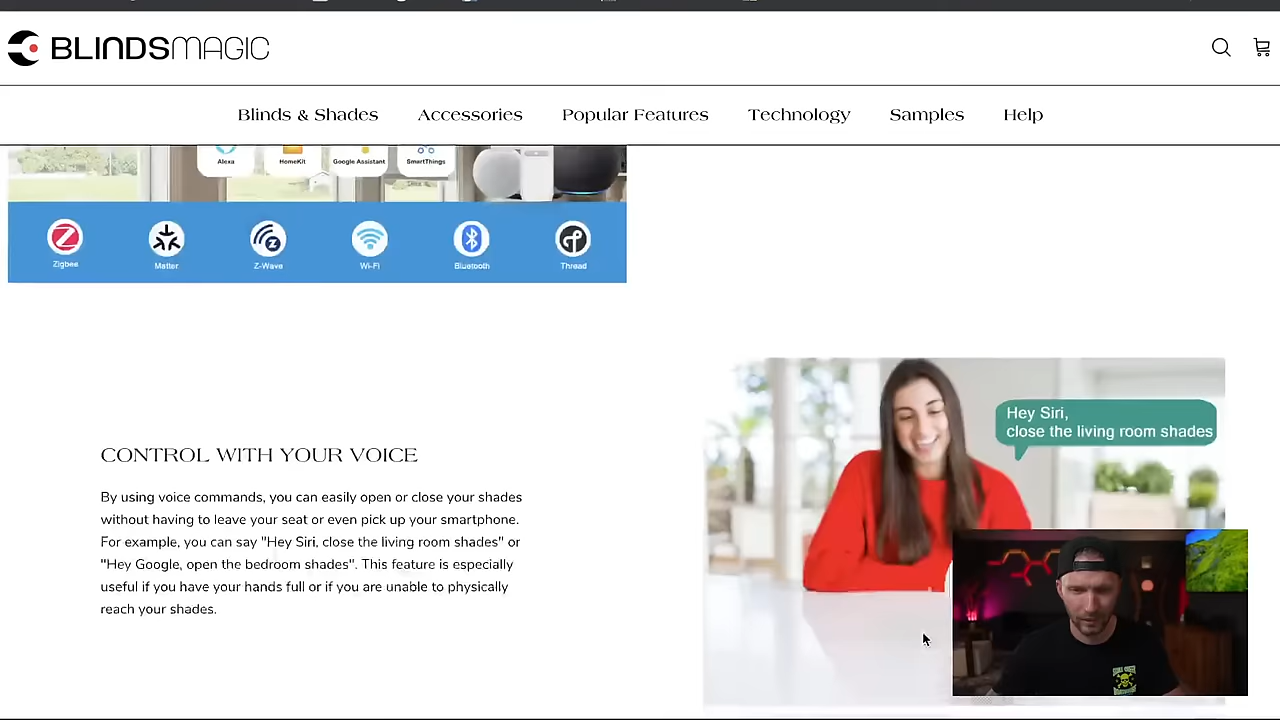 BLINDSMAGIC
Blinds & Shades Accessories Popular Features Technology Samples Help
Alexa HomeKit Google Assistant SmartThings
Zigbee Matter Z-Wave Wi-Fi Bluetooth Thread
Hey Siri,
close the living room shades
CONTROL WITH YOUR VOICE
By using voice commands, you can easily open or close your shades
without having to leave your seat or even pick up your smartphone.
For example, you can say "Hey Siri, close the living room shades" or
"Hey Google, open the bedroom shades". This feature is especially
useful if you have your hands full or if you are unable to physically
reach your shades.